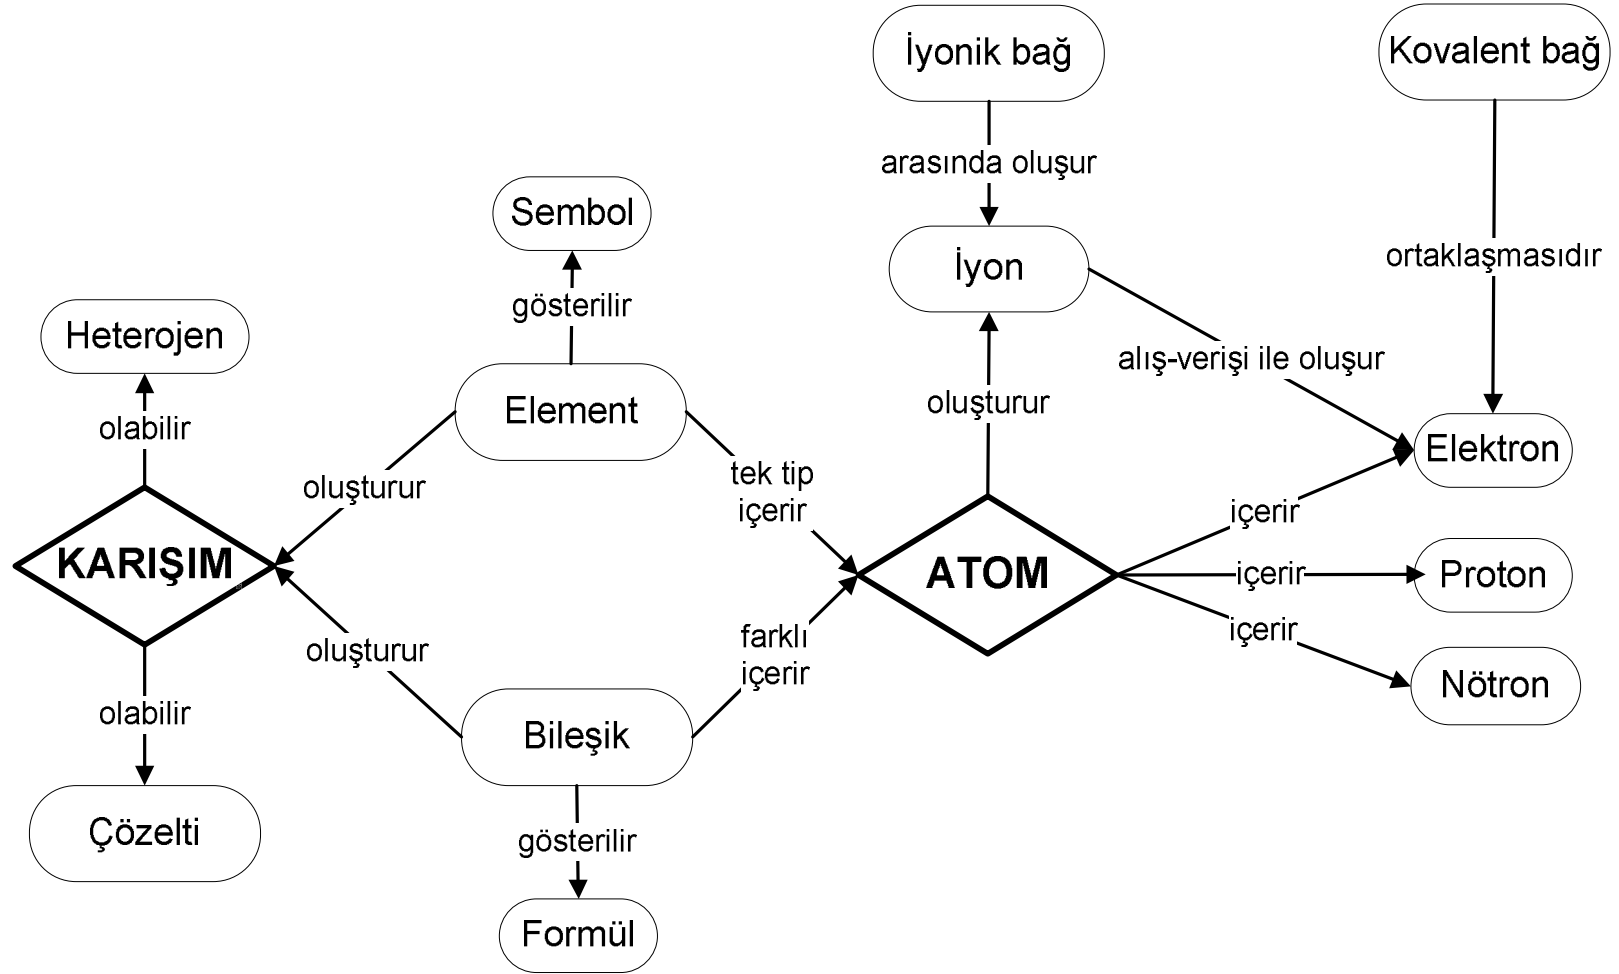 İyonik bağ
Kovalent bağ
arasında oluşur
Sembol
İyon
ortaklaşmasıdır
gösterilir
Heterojen
alış-verişi ile oluşur
Element
oluşturur
olabilir
Elektron
tek tip
içerir
oluşturur
içerir
KARIŞIM
ATOM
içerir
Proton
farklı
içerir
içerir
oluşturur
Nötron
olabilir
Bileşik
Çözelti
gösterilir
Formül